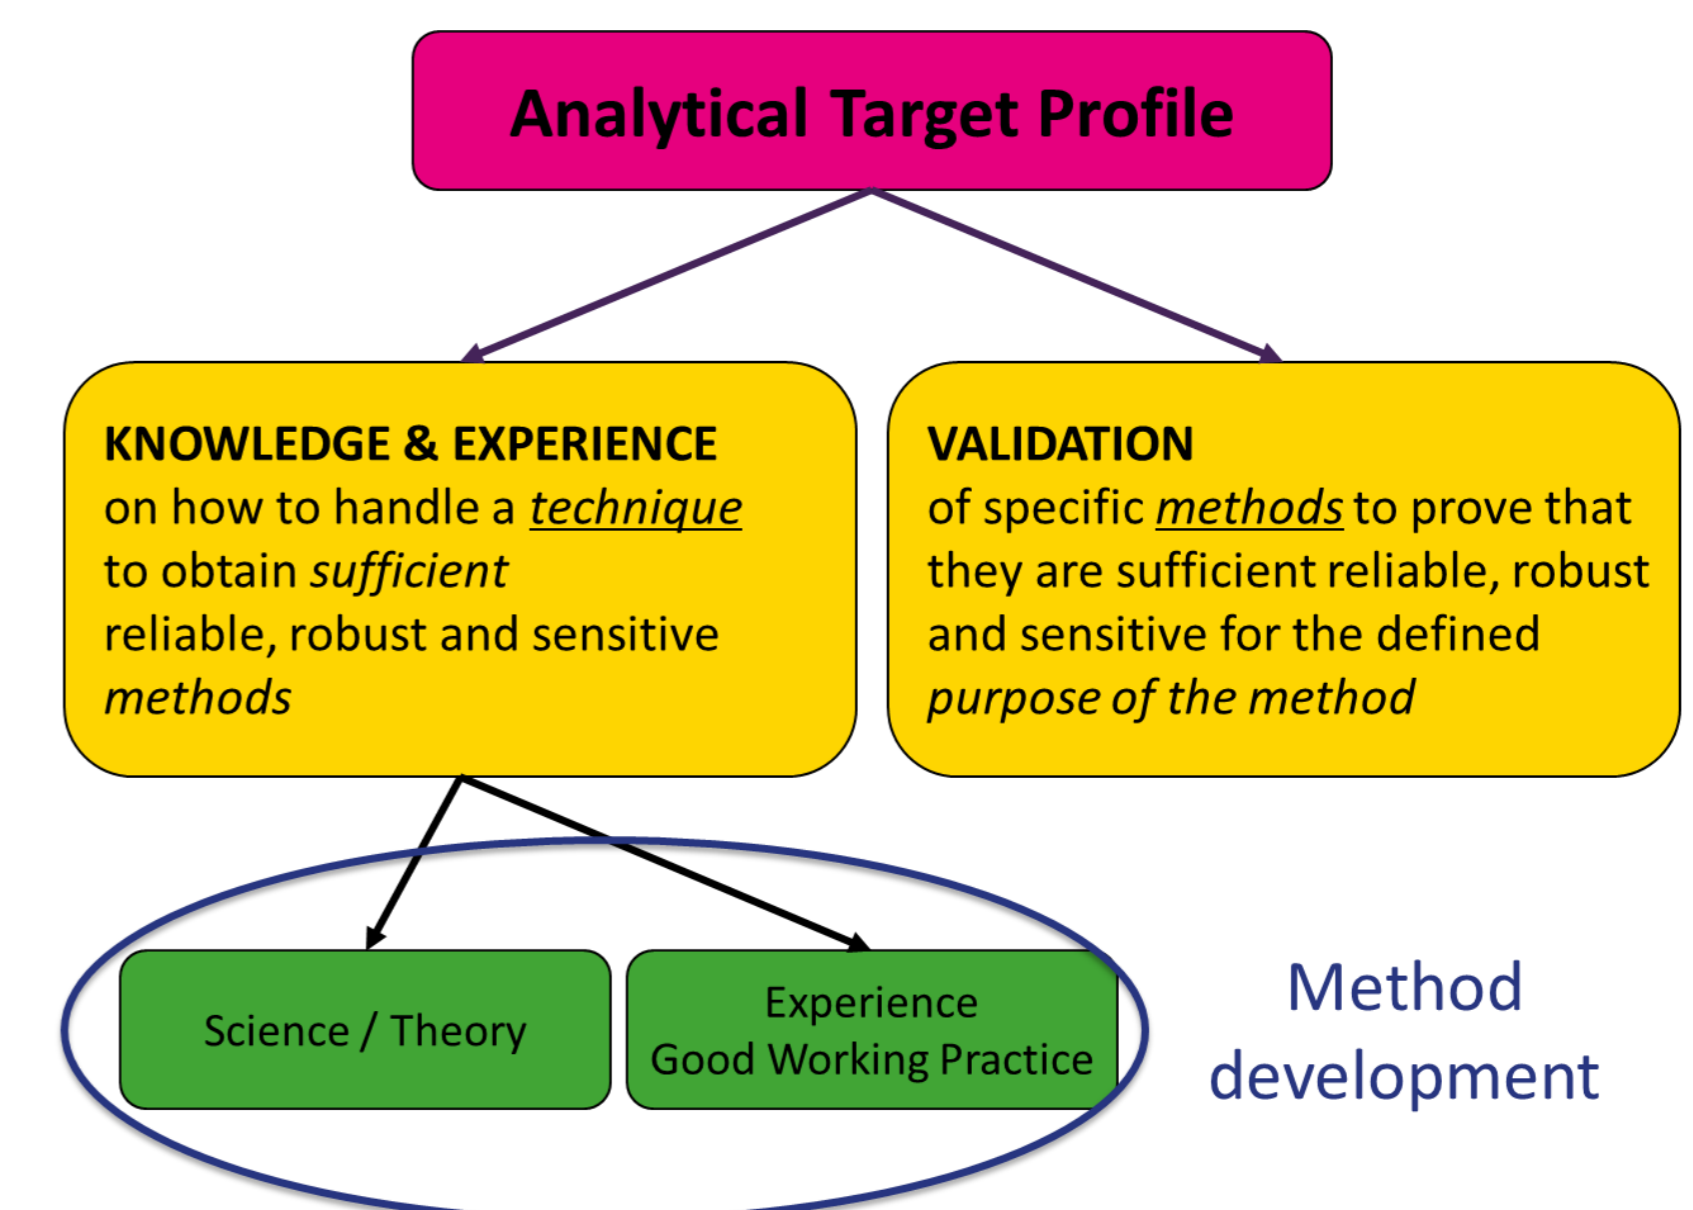 Analytical Target Profile
KNOWLEDGE & EXPERIENCE
on how to handle a technique
to obtain sufficient
reliable, robust and sensitive
methods
VALIDATION
of specific methods to prove that
they are sufficient reliable, robust
and sensitive for the defined
purpose of the method
Science / Theory
Experience
Good Working Practice
Method
development